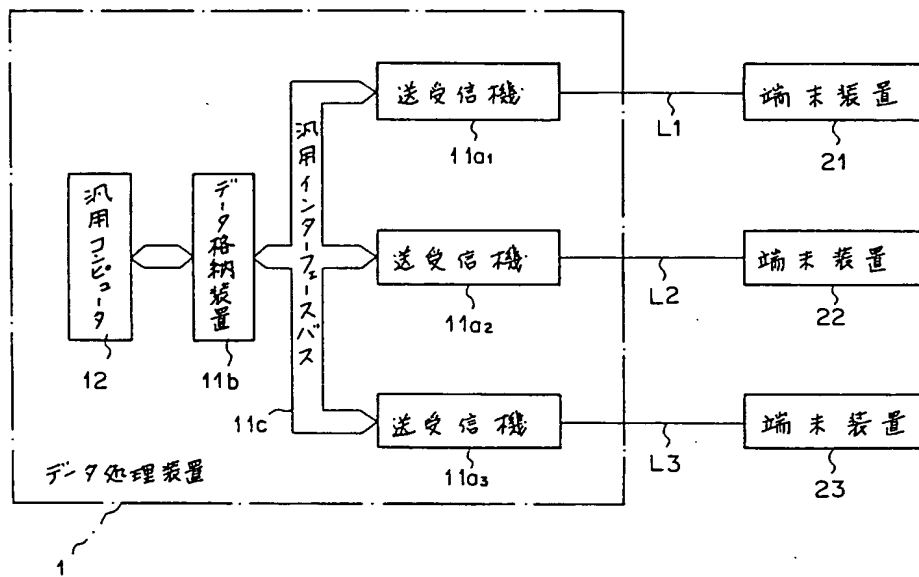 送受信機
11a1
L1
端末装置
21
汎用コンピュータ
12
データ格納装置
11b
汎用インターフェースバス
11c
送受信機
11a2
L2
端末装置
22
送受信機
11a3
L3
端末装置
23
データ処理装置
1